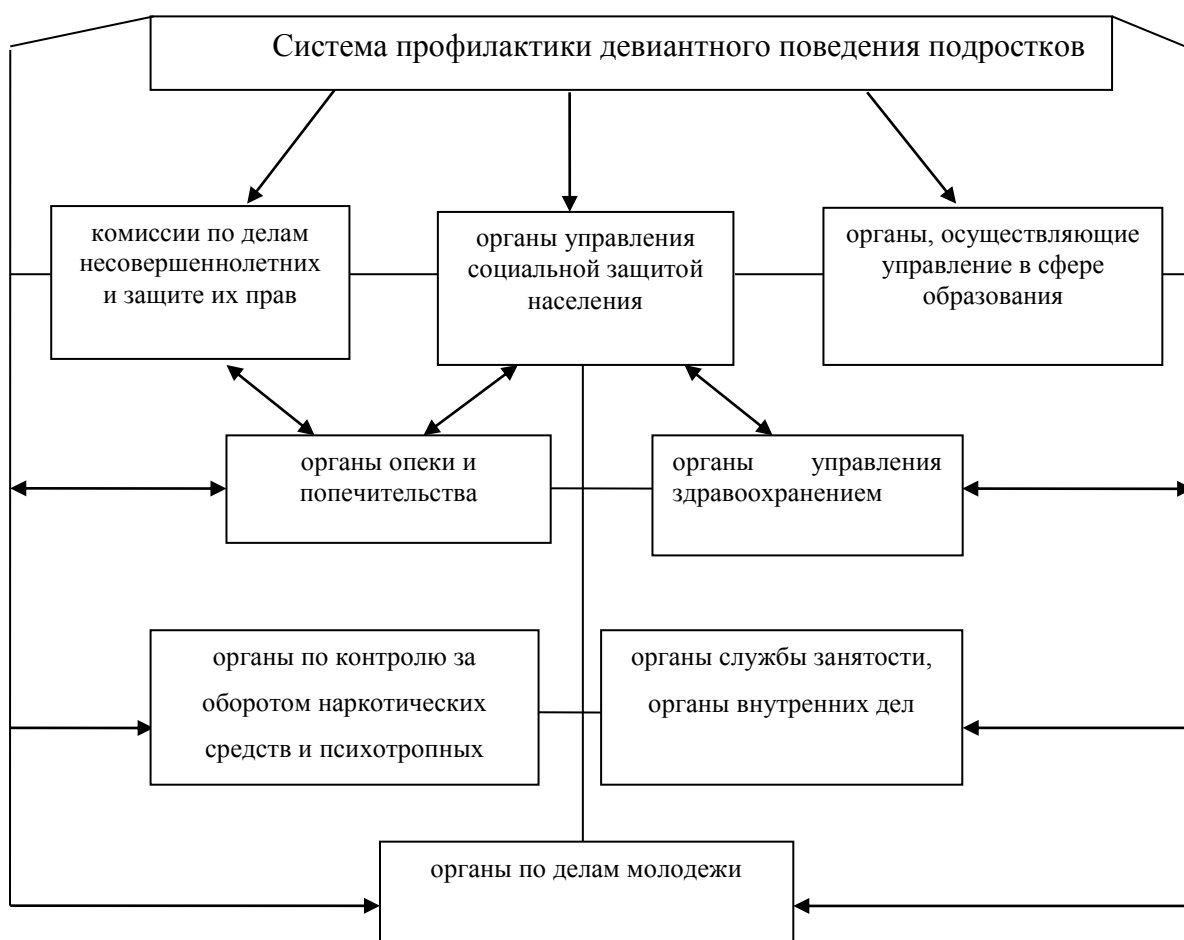 Система профилактики девиантного поведения подростков
комиссии по делам
несовершеннолетних
и защите их прав
органы управления
социальной защитой
населения
органы, осуществляющие
управление в сфере
образования
органы опеки и
попечительства
органы управления
здравоохранением
органы по контролю за
оборотом наркотических
средств и психотропных
органы службы занятости,
органы внутренних дел
органы по делам молодежи